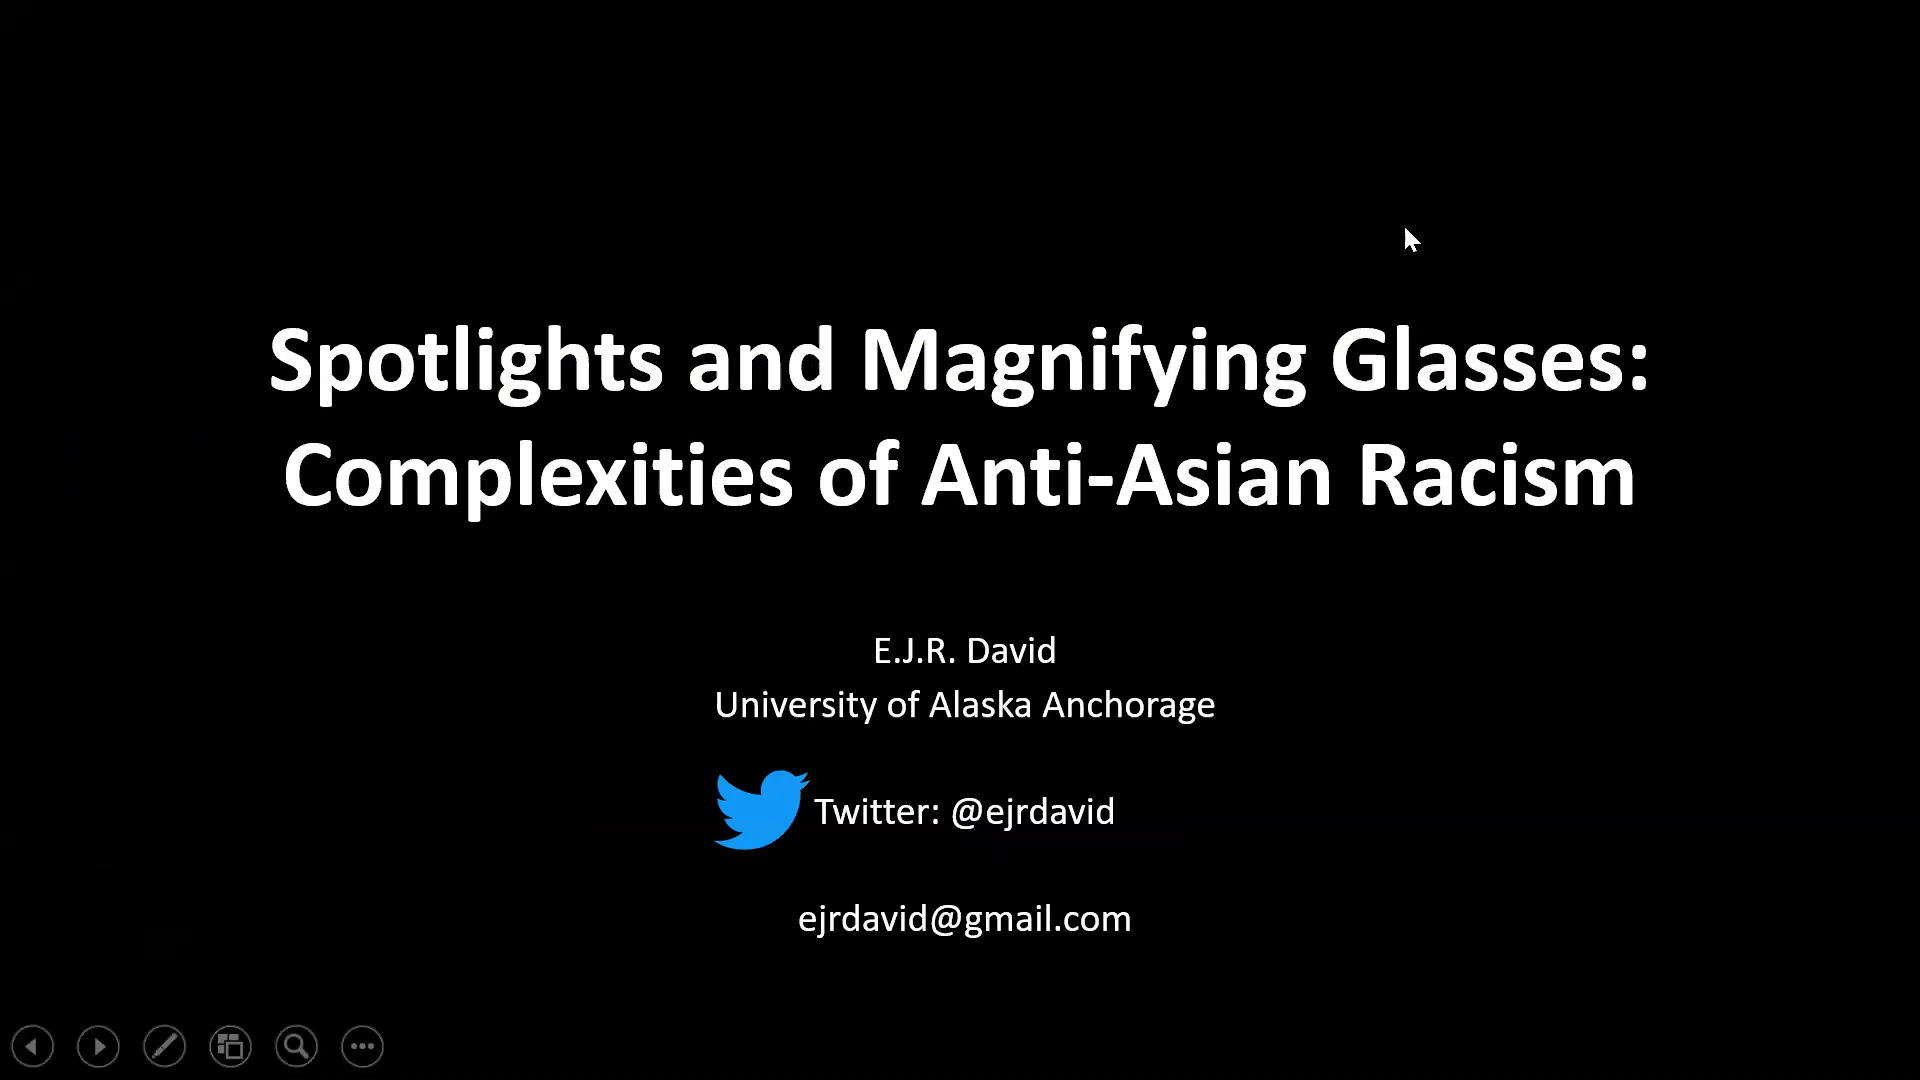 Spotlights and Magnifying Glasses:
Complexities of Anti-Asian Racism
E.J.R. David
University of Alaska Anchorage
Twitter: @ejrdavid
ejrdavid@gmail.com